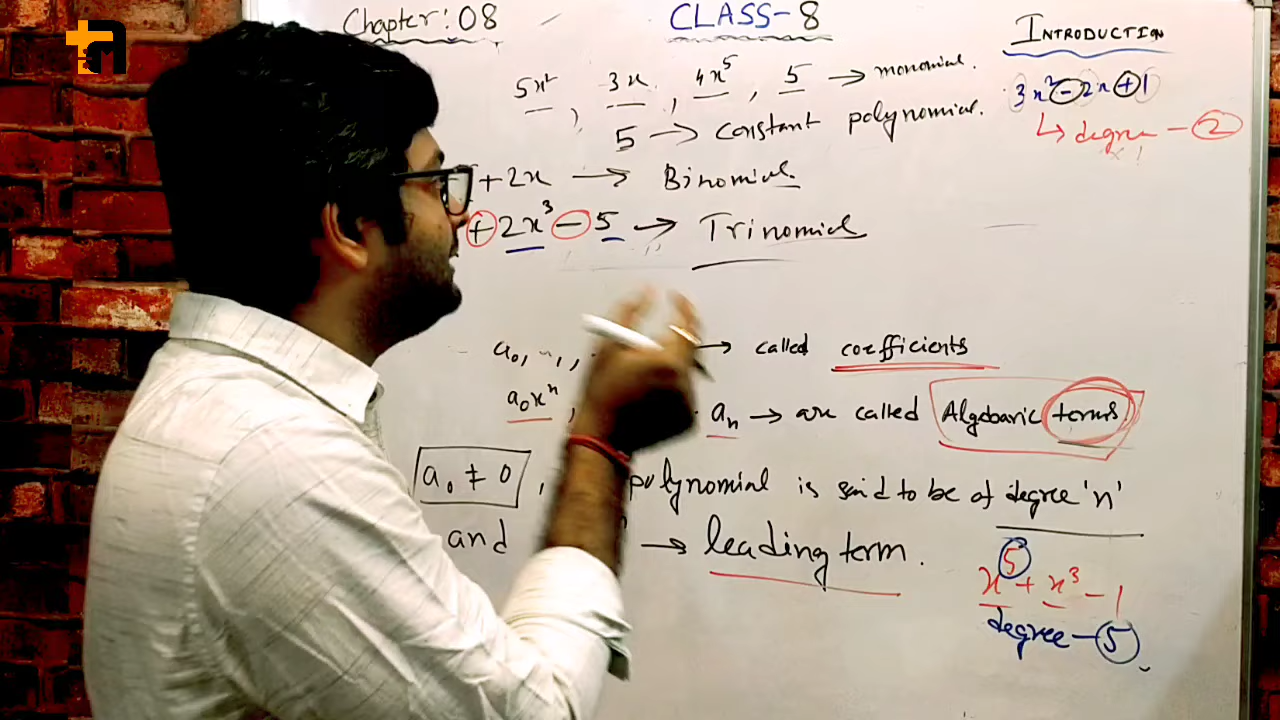 Chapter: 08
CLASS-8
INTRODUCTION
5x², 3x, 4x⁵, 5 → monomial.
5 → constant polynomial.
3x² - 2x + 1
↳ degree - 2
+ 2x → Binomial.
+ 2x³ - 5 → Trinomial
a₀, → called coefficients
a₀xⁿ, aₙ → are called Algebaric terms.
a₀ ≠ 0, polynomial is said to be of degree 'n'
and → leading term.
x⁵ + x³ - 1
degree - 5